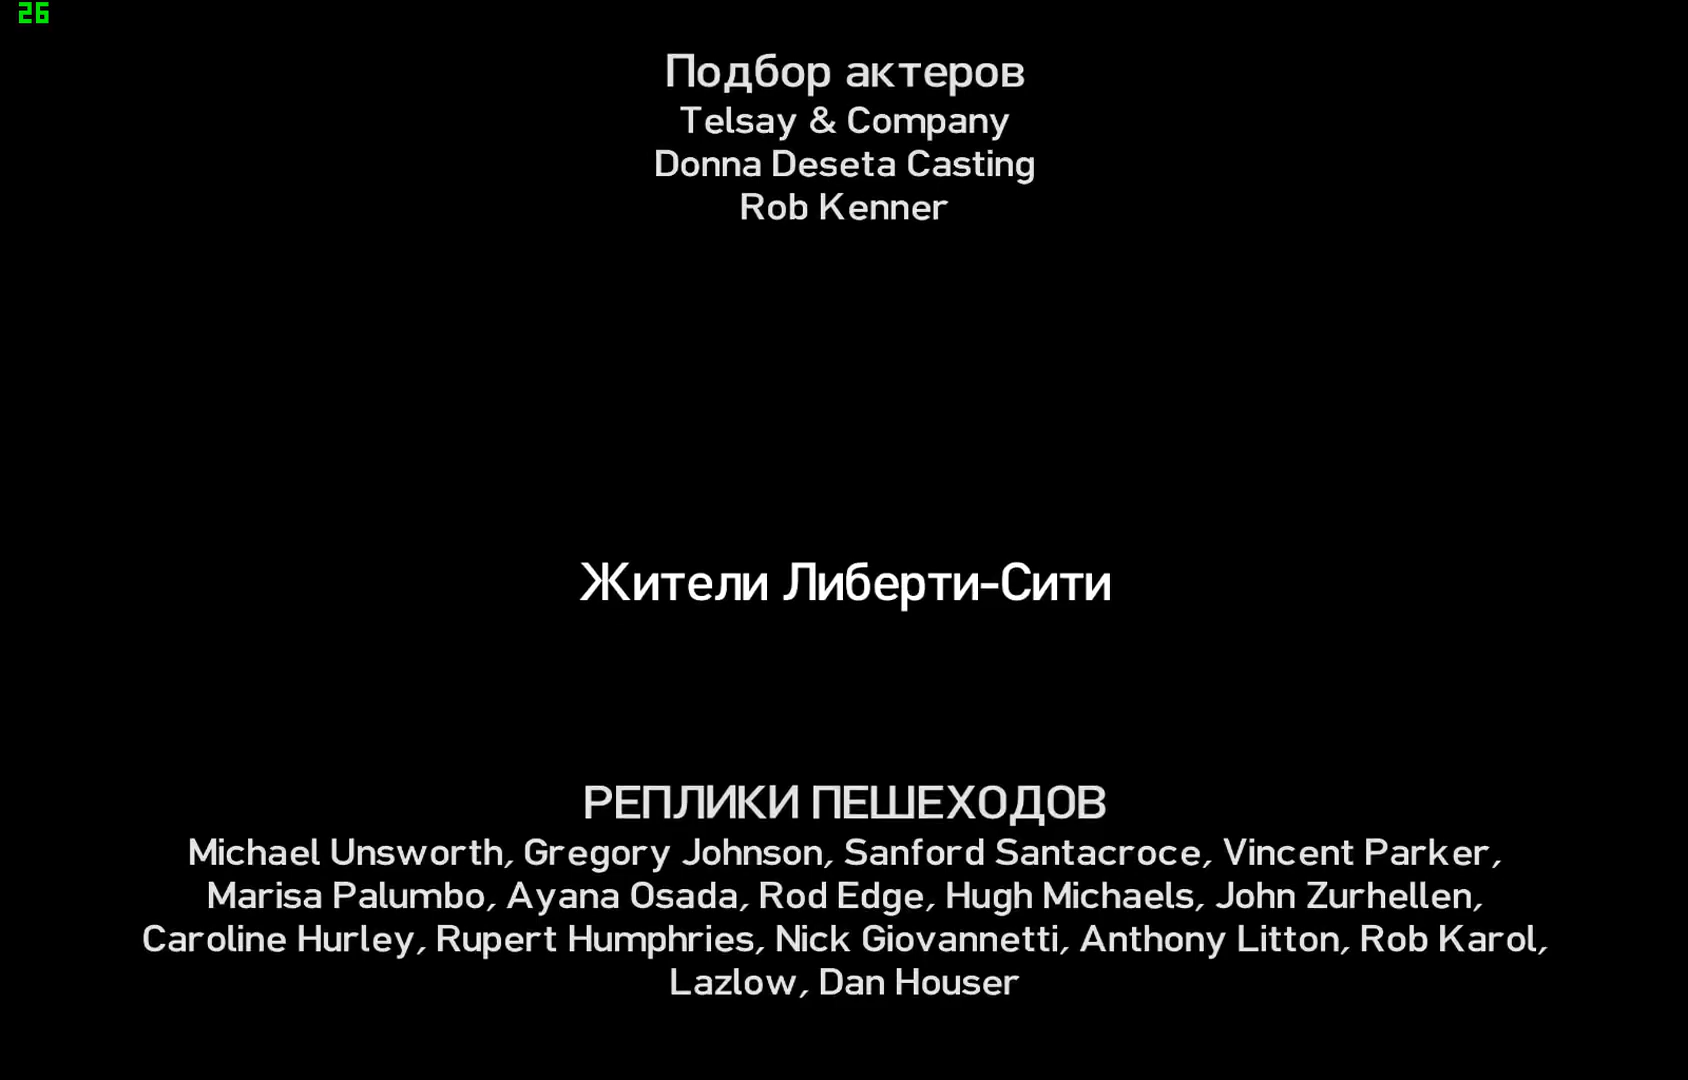 26
Подбор актеров
Telsay & Company
Donna Deseta Casting
Rob Kenner
Жители Либерти-Сити
РЕПЛИКИ ПЕШЕХОДОВ
Michael Unsworth, Gregory Johnson, Sanford Santacroce, Vincent Parker,
Marisa Palumbo, Ayana Osada, Rod Edge, Hugh Michaels, John Zurhellen,
Caroline Hurley, Rupert Humphries, Nick Giovannetti, Anthony Litton, Rob Karol,
Lazlow, Dan Houser